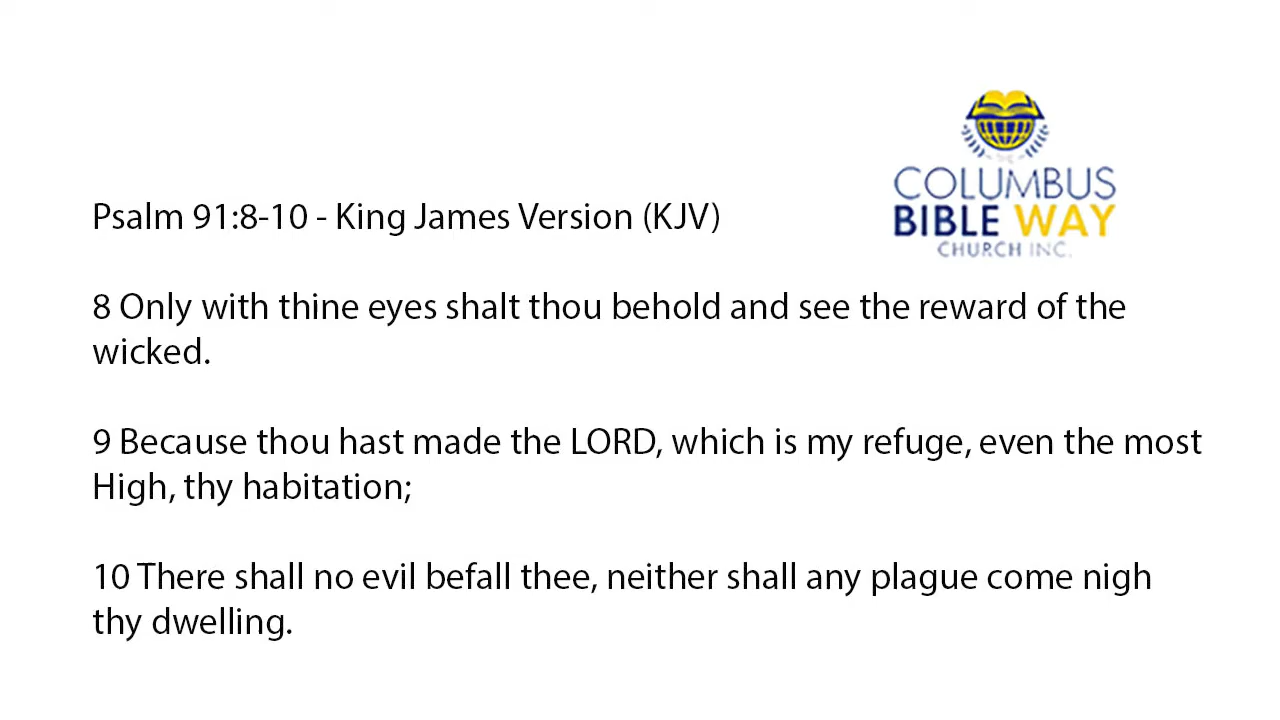 COLUMBUS
BIBLE WAY
CHURCH INC.
Psalm 91:8-10 - King James Version (KJV)
8 Only with thine eyes shalt thou behold and see the reward of the
wicked.
9 Because thou hast made the LORD, which is my refuge, even the most
High, thy habitation;
10 There shall no evil befall thee, neither shall any plague come nigh
thy dwelling.